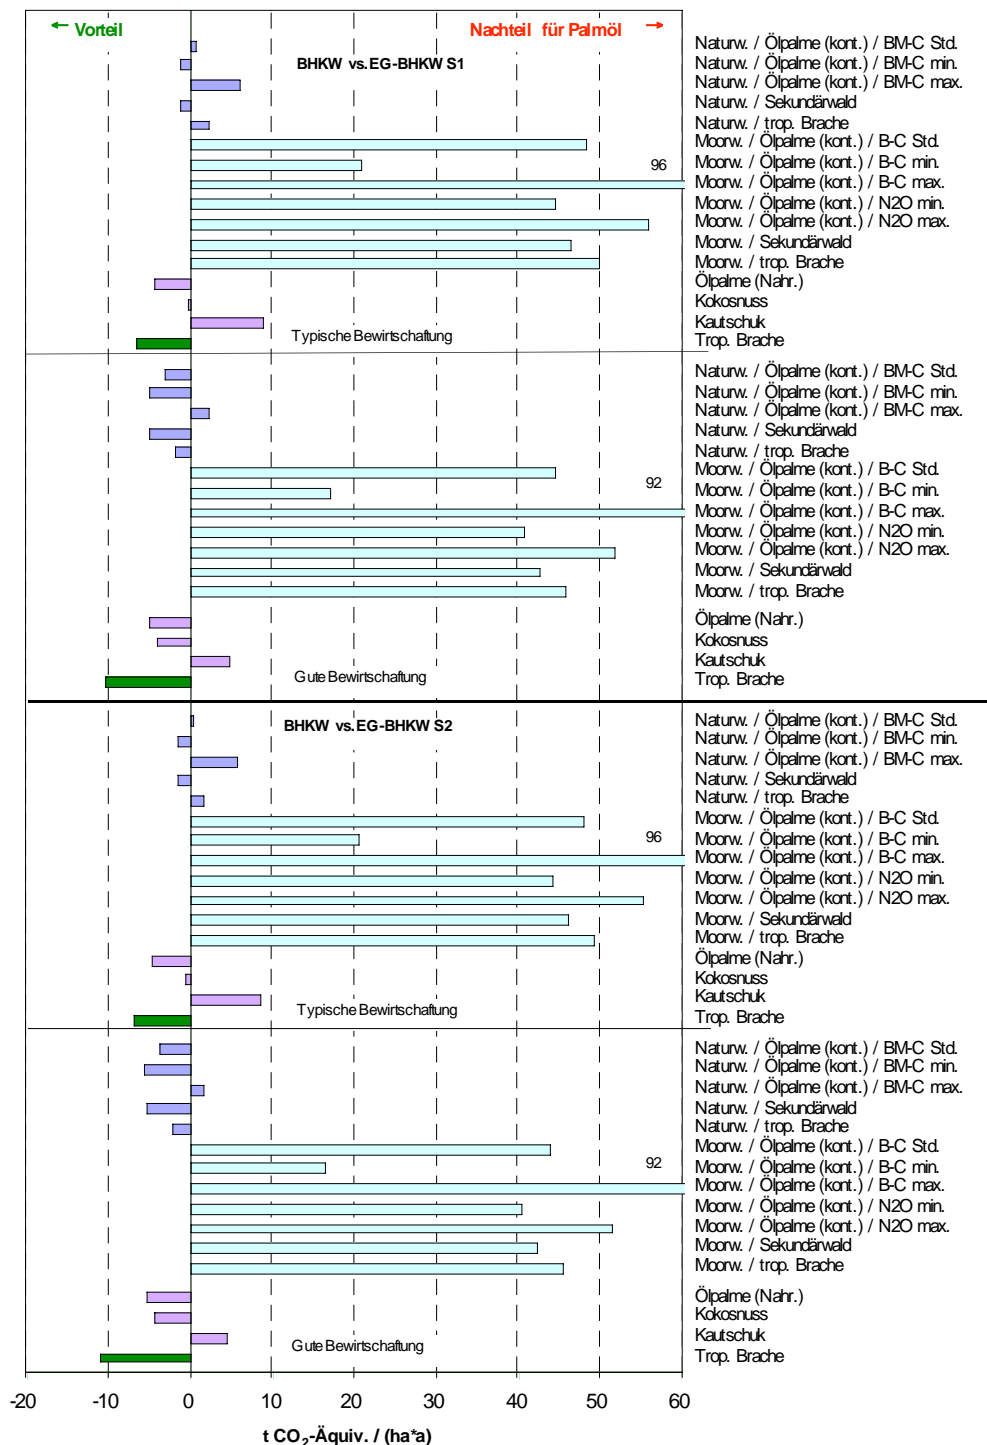 ← Vorteil
Nachteil für Palmöl →
BHKW vs. EG-BHKW S1
Naturw. / Ölpalme (kont.) / BM-C Std.
Naturw. / Ölpalme (kont.) / BM-C min.
Naturw. / Ölpalme (kont.) / BM-C max.
Naturw. / Sekundärwald
Naturw. / trop. Brache
Moorw. / Ölpalme (kont.) / B-C Std.
96
Moorw. / Ölpalme (kont.) / B-C min.
Moorw. / Ölpalme (kont.) / B-C max.
Moorw. / Ölpalme (kont.) / N2O min.
Moorw. / Ölpalme (kont.) / N2O max.
Moorw. / Sekundärwald
Moorw. / trop. Brache
Ölpalme (Nahr.)
Kokosnuss
Kautschuk
Typische Bewirtschaftung
Trop. Brache
Naturw. / Ölpalme (kont.) / BM-C Std.
Naturw. / Ölpalme (kont.) / BM-C min.
Naturw. / Ölpalme (kont.) / BM-C max.
Naturw. / Sekundärwald
Naturw. / trop. Brache
Moorw. / Ölpalme (kont.) / B-C Std.
92
Moorw. / Ölpalme (kont.) / B-C min.
Moorw. / Ölpalme (kont.) / B-C max.
Moorw. / Ölpalme (kont.) / N2O min.
Moorw. / Ölpalme (kont.) / N2O max.
Moorw. / Sekundärwald
Moorw. / trop. Brache
Ölpalme (Nahr.)
Kokosnuss
Kautschuk
Gute Bewirtschaftung
Trop. Brache
BHKW vs. EG-BHKW S2
Naturw. / Ölpalme (kont.) / BM-C Std.
Naturw. / Ölpalme (kont.) / BM-C min.
Naturw. / Ölpalme (kont.) / BM-C max.
Naturw. / Sekundärwald
Naturw. / trop. Brache
Moorw. / Ölpalme (kont.) / B-C Std.
96
Moorw. / Ölpalme (kont.) / B-C min.
Moorw. / Ölpalme (kont.) / B-C max.
Moorw. / Ölpalme (kont.) / N2O min.
Moorw. / Ölpalme (kont.) / N2O max.
Moorw. / Sekundärwald
Moorw. / trop. Brache
Ölpalme (Nahr.)
Kokosnuss
Kautschuk
Typische Bewirtschaftung
Trop. Brache
Naturw. / Ölpalme (kont.) / BM-C Std.
Naturw. / Ölpalme (kont.) / BM-C min.
Naturw. / Ölpalme (kont.) / BM-C max.
Naturw. / Sekundärwald
Naturw. / trop. Brache
Moorw. / Ölpalme (kont.) / B-C Std.
92
Moorw. / Ölpalme (kont.) / B-C min.
Moorw. / Ölpalme (kont.) / B-C max.
Moorw. / Ölpalme (kont.) / N2O min.
Moorw. / Ölpalme (kont.) / N2O max.
Moorw. / Sekundärwald
Moorw. / trop. Brache
Ölpalme (Nahr.)
Kokosnuss
Kautschuk
Gute Bewirtschaftung
Trop. Brache
-20 -10 0 10 20 30 40 50 60
t CO₂-Äquiv. / (ha*a)